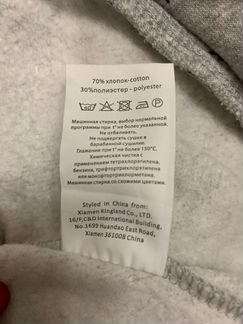 70% хлопок-cotton
30%полиэстер - polyester
Машинная стирка, выбор нормальной
программы при t° не более указанной.
Не отбеливать.
Не подвергать сушке в
барабанной сушилке.
Глажение при t° не более 150°C.
Химическая чистка с
применением тетрахлорэтилена,
бензина, трифтортрихлорэтилена
или монофтортрихлорметана.
Машинная стирка со схожими цветами.
Styled in China from:
Xiamen Kingland Co., LTD.
16/F,C&D International Building,
No.1699 Huandao East Road,
Xiamen 361008 China